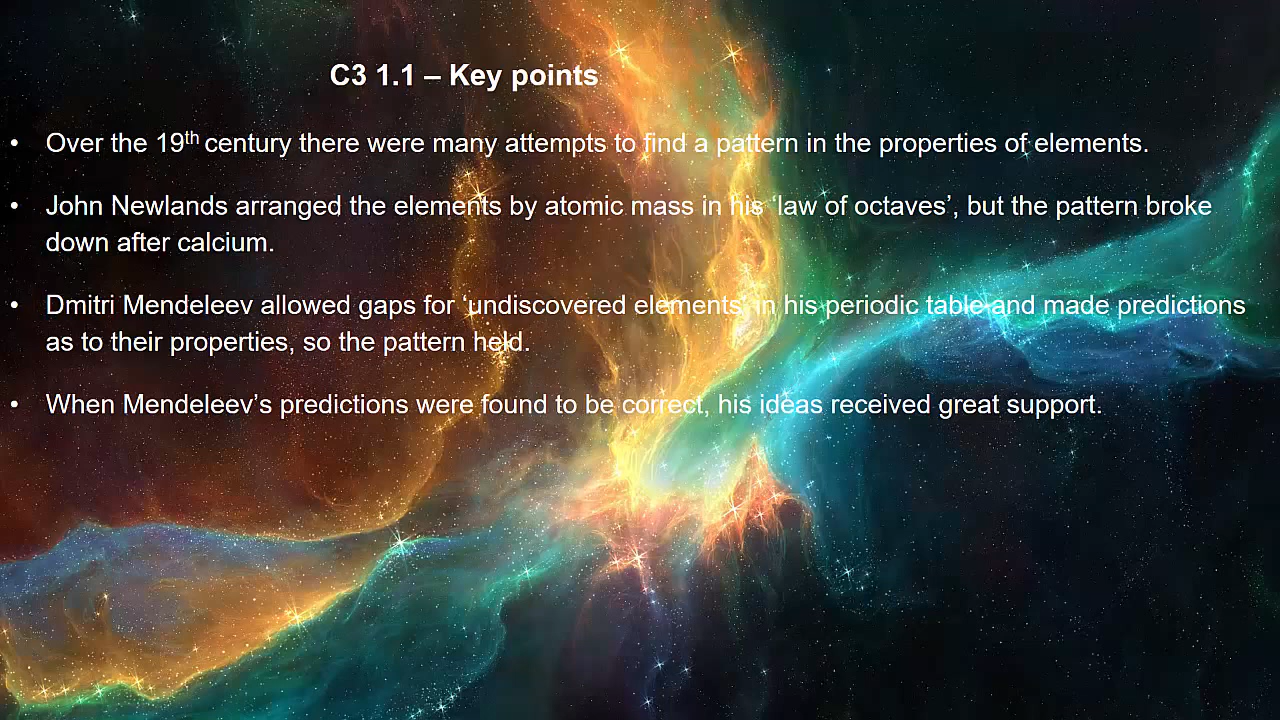 C3 1.1 – Key points
• Over the 19th century there were many attempts to find a pattern in the properties of elements.
• John Newlands arranged the elements by atomic mass in his ‘law of octaves’, but the pattern broke
down after calcium.
• Dmitri Mendeleev allowed gaps for ‘undiscovered elements’ in his periodic table and made predictions
as to their properties, so the pattern held.
• When Mendeleev’s predictions were found to be correct, his ideas received great support.